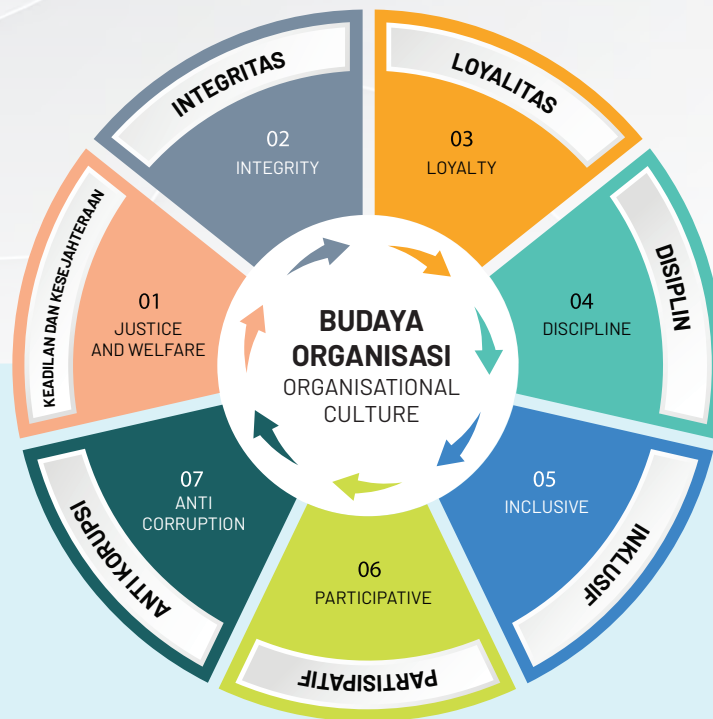 BUDAYA
ORGANISASI
ORGANISATIONAL
CULTURE
KEADILAN DAN KESEJAHTERAAN
01
JUSTICE
AND WELFARE
INTEGRITAS
02
INTEGRITY
LOYALITAS
03
LOYALTY
DISIPLIN
04
DISCIPLINE
INKLUSIF
05
INCLUSIVE
PARTISIPATIF
06
PARTICIPATIVE
ANTI KORUPSI
07
ANTI
CORRUPTION